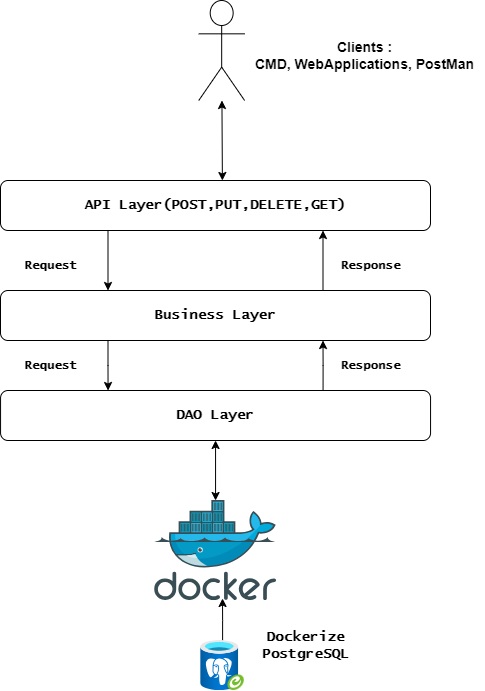 Clients :
CMD, WebApplications, PostMan
API Layer(POST,PUT,DELETE,GET)
Request
Response
Business Layer
Request
Response
DAO Layer
docker
Dockerize
PostgreSQL